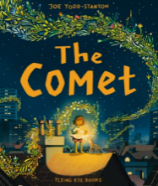 JOE TODD-STANTON
The
COMET
FLYING EYE BOOKS